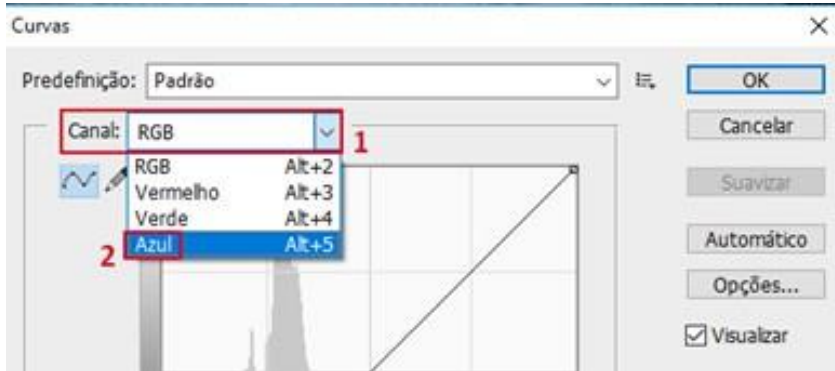 Curvas
Predefinição: Padrão
OK
Canal: RGB
1
Cancelar
RGB Alt+2
Vermelho Alt+3
Suavizar
Verde Alt+4
2 Azul Alt+5
Automático
Opções...
Visualizar